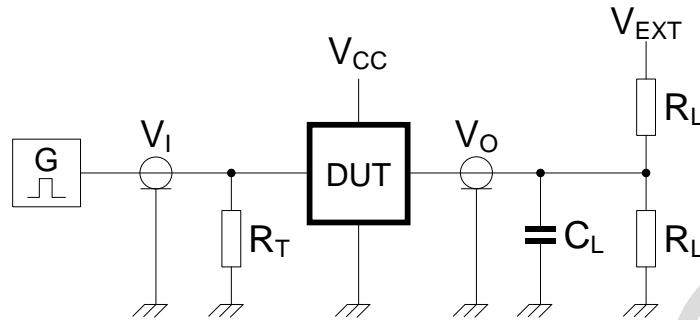 V_EXT
V_CC
R_L
V_I
V_O
G
DUT
R_T
C_L
R_L